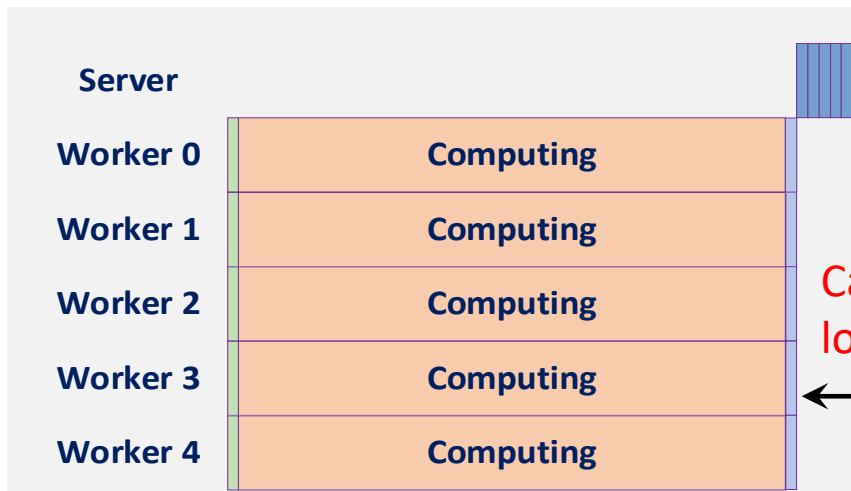 Server
Worker 0 Computing
Worker 1 Computing
Worker 2 Computing
Worker 3 Computing
Worker 4 Computing